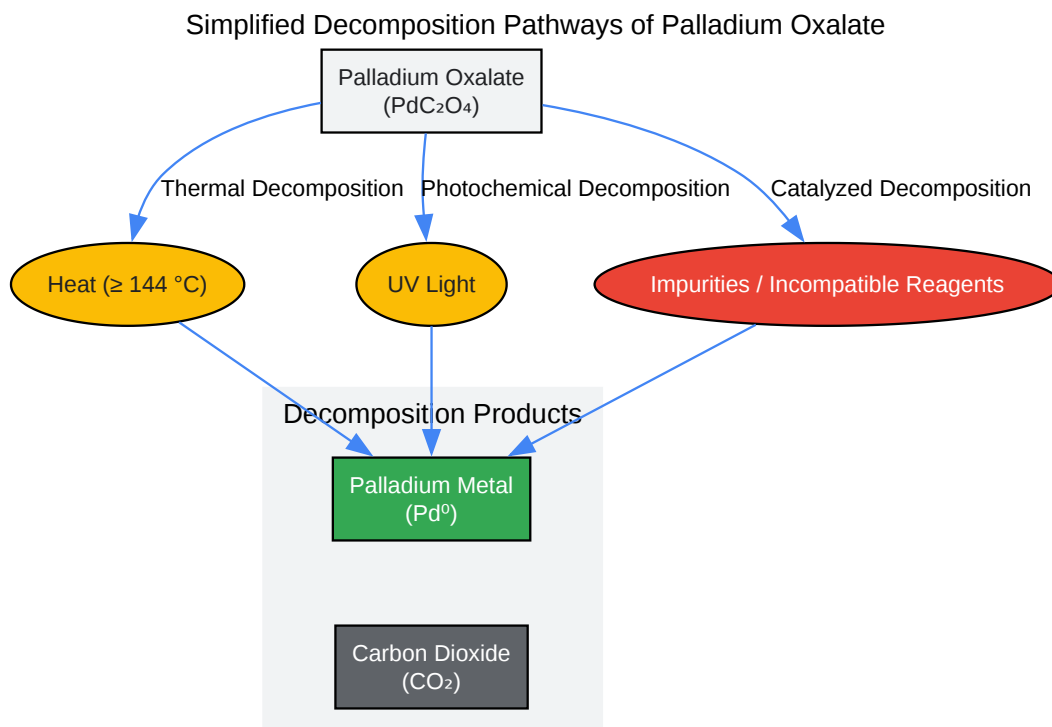 Simplified Decomposition Pathways of Palladium Oxalate
Palladium Oxalate
(PdC₂O₄)
Thermal Decomposition
Photochemical Decomposition
Catalyzed Decomposition
Heat (≥ 144 °C)
UV Light
Impurities / Incompatible Reagents
Decomposition Products
Palladium Metal
(Pd⁰)
Carbon Dioxide
(CO₂)